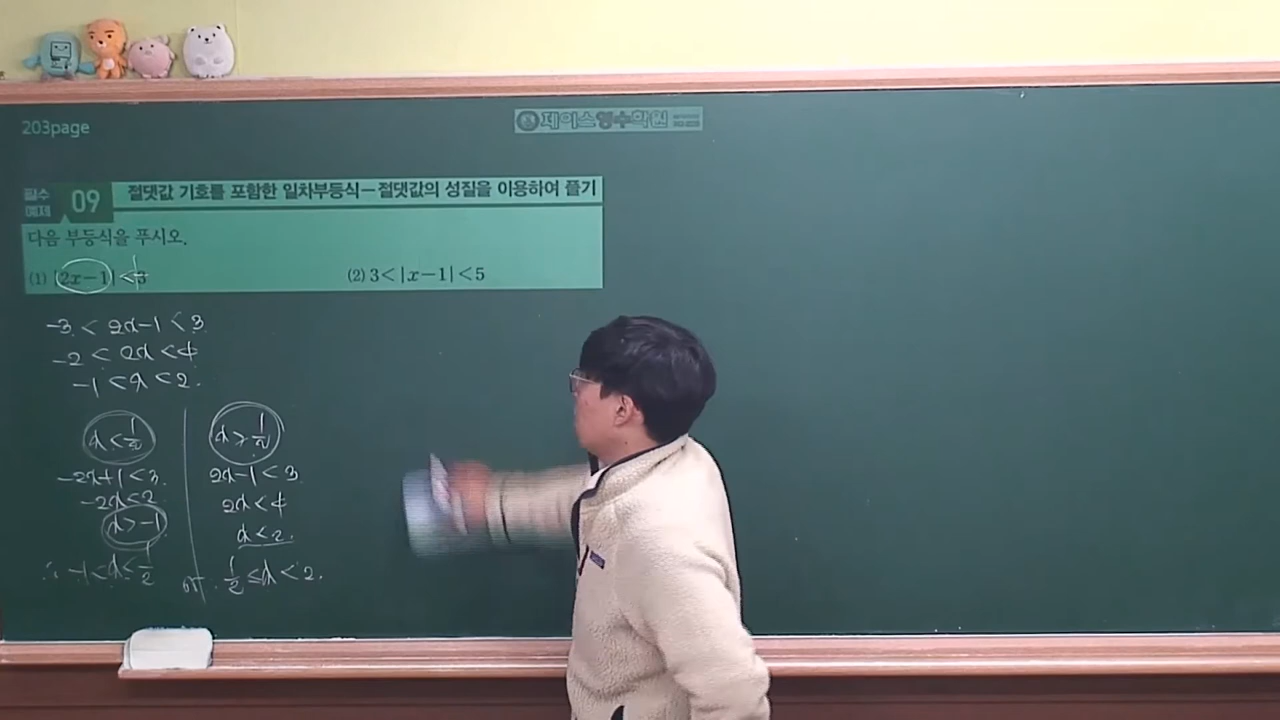 203page
제이스영수학원
필수 예제 09 절댓값 기호를 포함한 일차부등식-절댓값의 성질을 이용하여 풀기
다음 부등식을 푸시오.
(1) |2x-1|<3
(2) 3<|x-1|<5
-3 < 2x-1 < 3
-2 < 2x < 4
-1 < x < 2.
x < 1/2
-2x+1 < 3.
-2x < 2
x > -1
∴ -1 < x ≤ 1/2
x > 1/2
2x-1 < 3
2x < 4
x < 2.
or 1/2 ≤ x < 2.